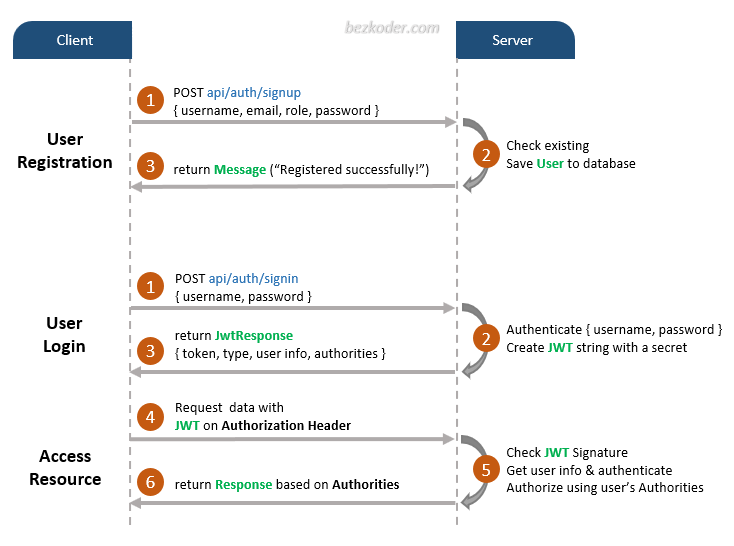 bezkoder.com
Client
Server
1
POST api/auth/signup
{ username, email, role, password }
User
Registration
2
Check existing
Save User to database
3
return Message (“Registered successfully!”)
1
POST api/auth/signin
{ username, password }
User
Login
2
Authenticate { username, password }
Create JWT string with a secret
3
return JwtResponse
{ token, type, user info, authorities }
4
Request data with
JWT on Authorization Header
Access
Resource
5
Check JWT Signature
Get user info & authenticate
Authorize using user’s Authorities
6
return Response based on Authorities